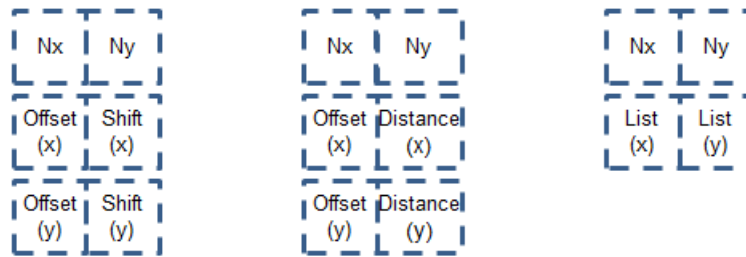 Nx Ny Nx Ny Nx Ny
Offset Shift Offset Distance List List
(x) (x) (x) (x) (x) (y)
Offset Shift Offset Distance
(y) (y) (y) (y)